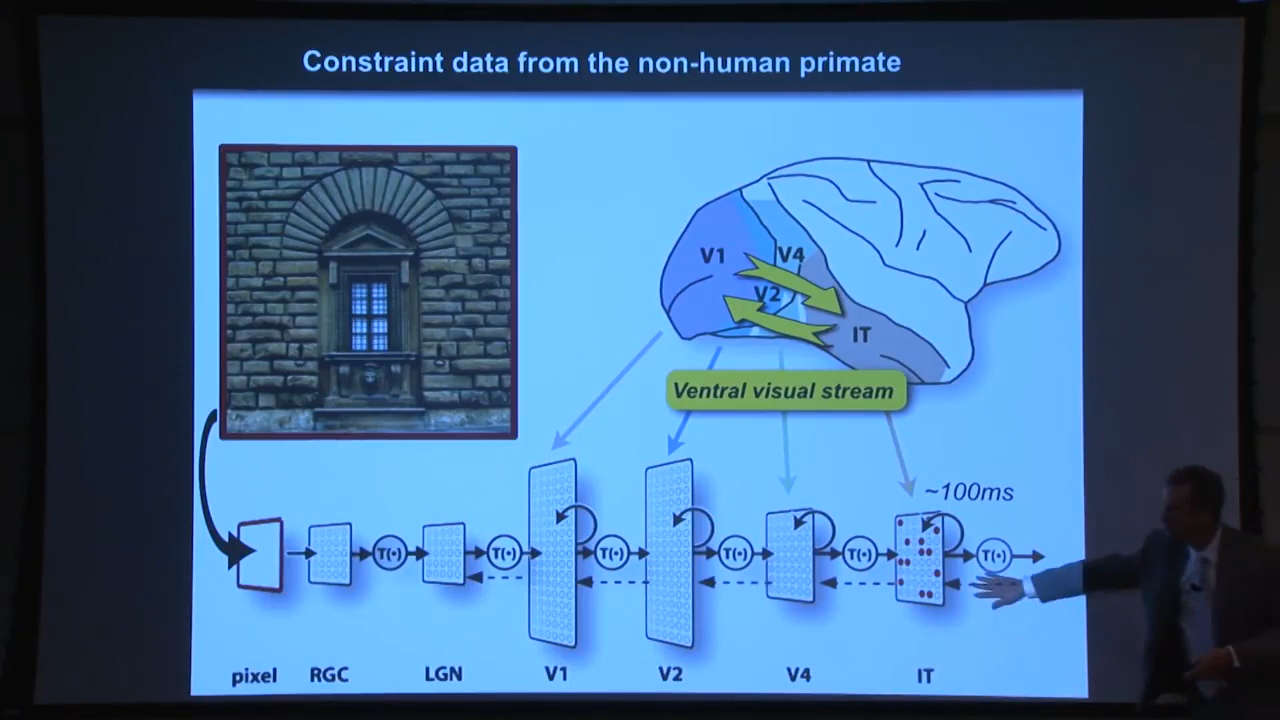 Constraint data from the non-human primate
V1
V4
V2
IT
Ventral visual stream
~100ms
T(•)
T(•)
T(•)
T(•)
T(•)
T(•)
pixel
RGC
LGN
V1
V2
V4
IT